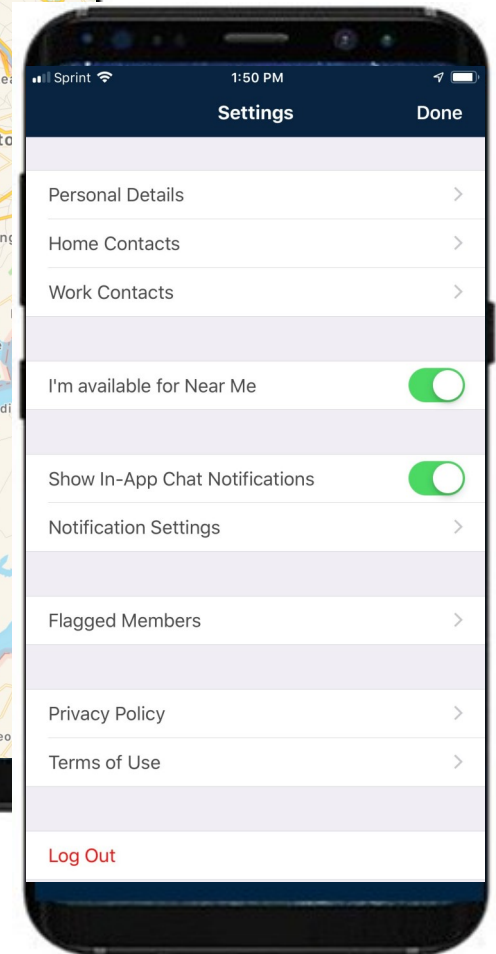 Sprint 1:50 PM
Settings Done
Personal Details
Home Contacts
Work Contacts
I'm available for Near Me
Show In-App Chat Notifications
Notification Settings
Flagged Members
Privacy Policy
Terms of Use
Log Out